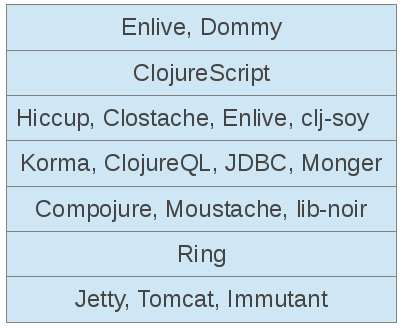 Enlive, Dommy
ClojureScript
Hiccup, Clostache, Enlive, clj-soy
Korma, ClojureQL, JDBC, Monger
Compojure, Moustache, lib-noir
Ring
Jetty, Tomcat, Immutant